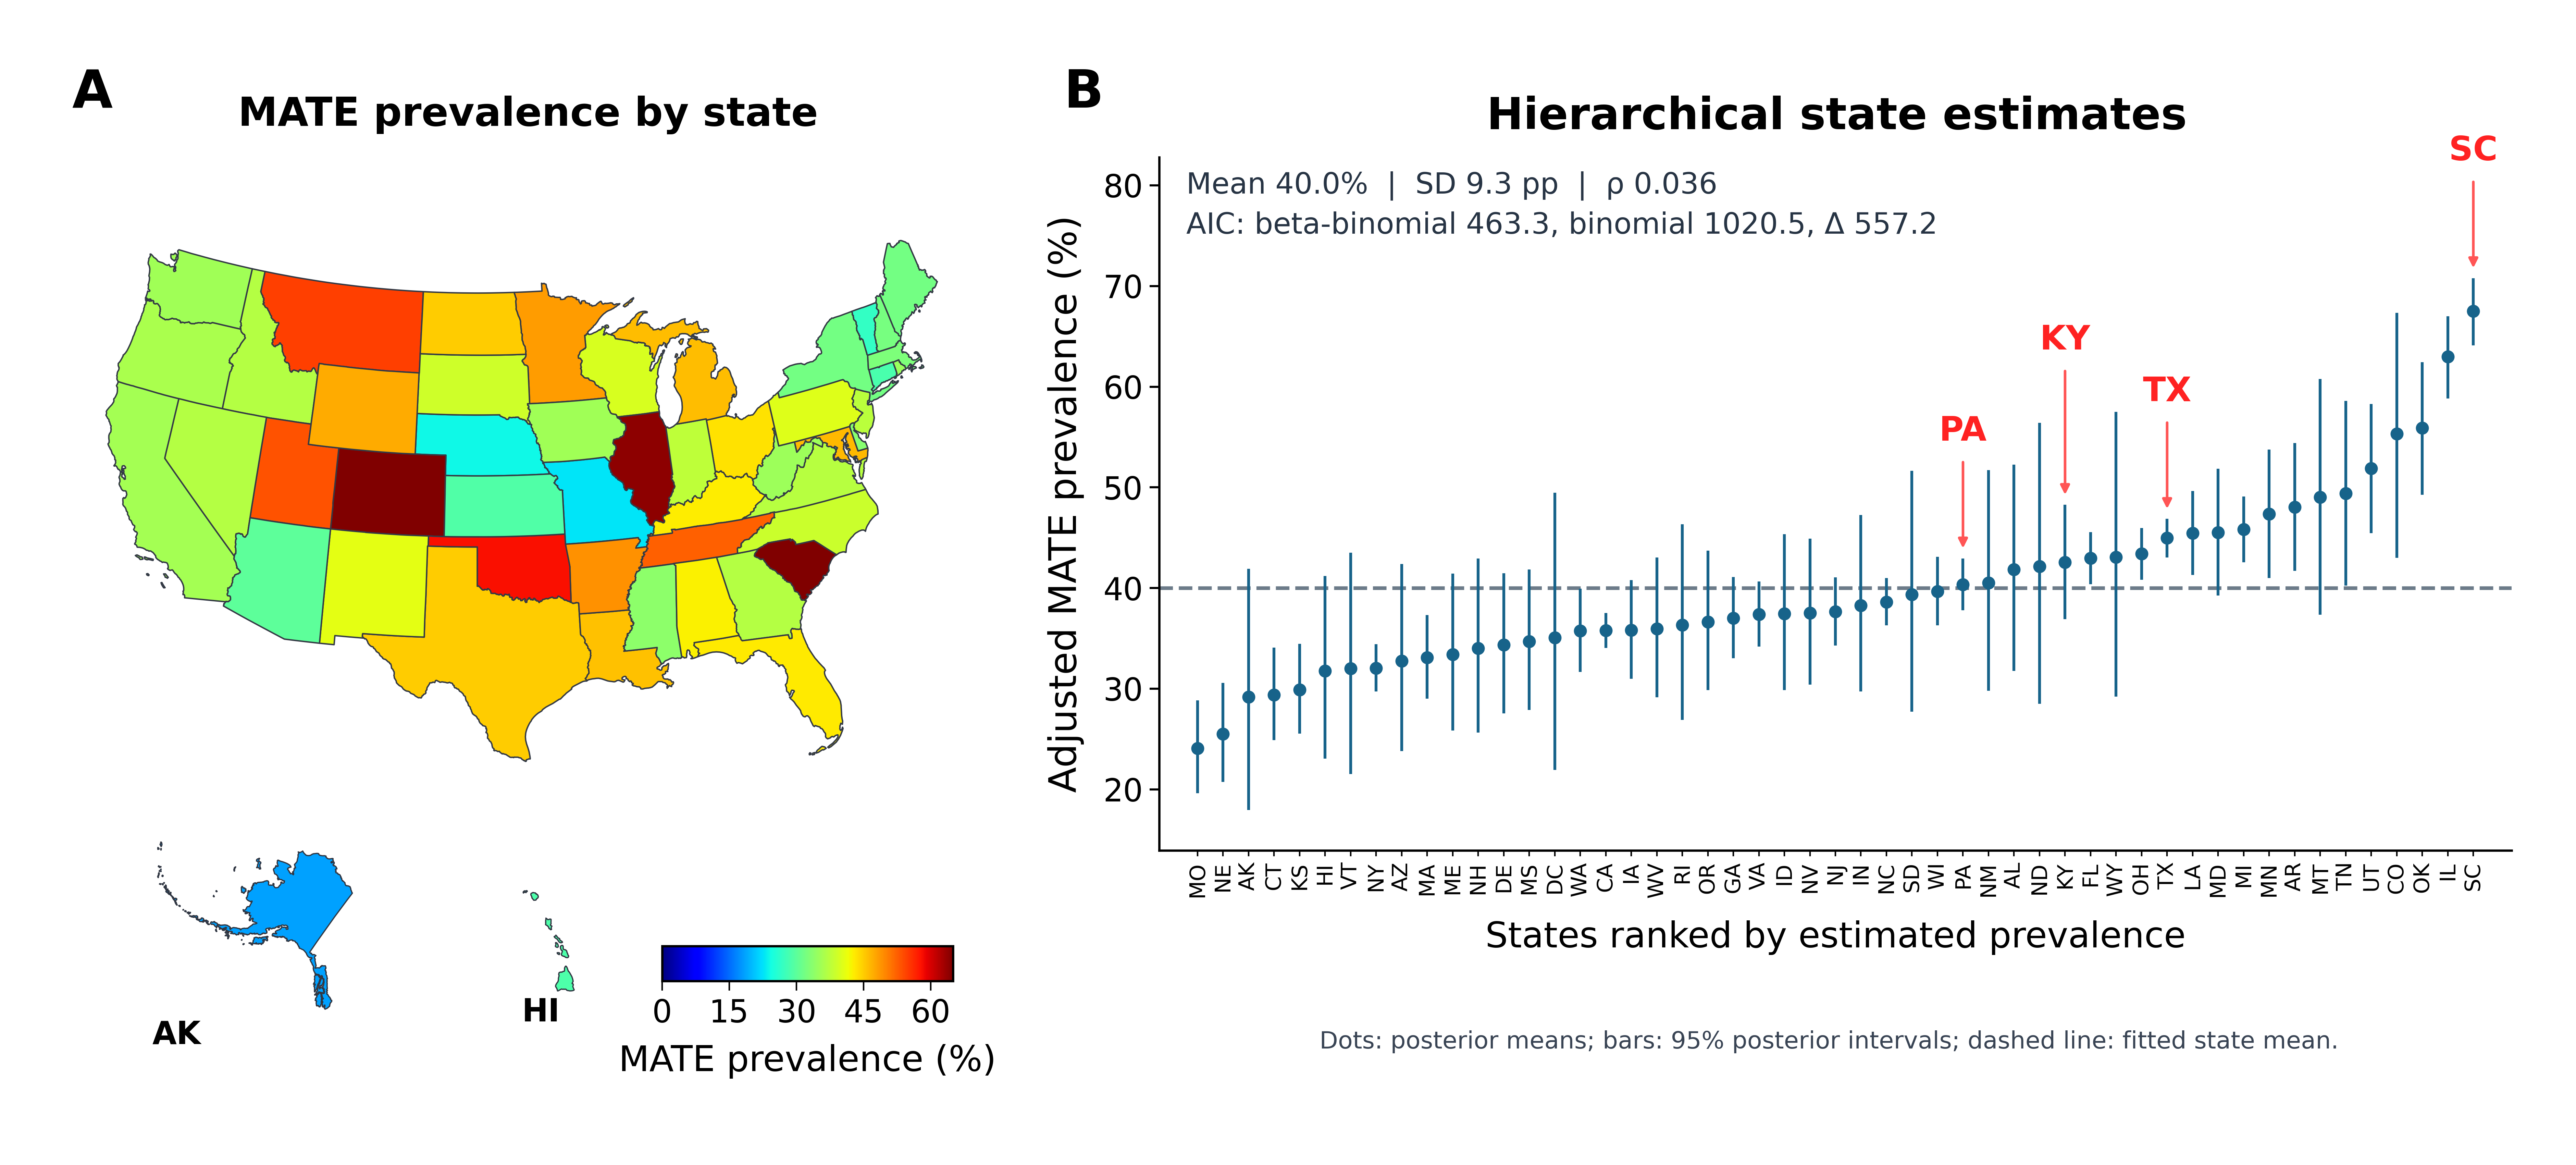 A
MATE prevalence by state
AK
HI
0 15 30 45 60
MATE prevalence (%)
B
Hierarchical state estimates
Mean 40.0% | SD 9.3 pp | ρ 0.036
AIC: beta-binomial 463.3, binomial 1020.5, Δ 557.2
Adjusted MATE prevalence (%)
80
70
60
50
40
30
20
PA
KY
TX
SC
MO NE AK CT KS HI VT NY AZ MA ME NH DE MS DC WA CA IA WV RI OR GA VA ID NV NJ IN NC SD WI PA NM AL ND KY FL WY OH TX LA MD MI MN AR MT TN UT CO OK IL SC
States ranked by estimated prevalence
Dots: posterior means; bars: 95% posterior intervals; dashed line: fitted state mean.